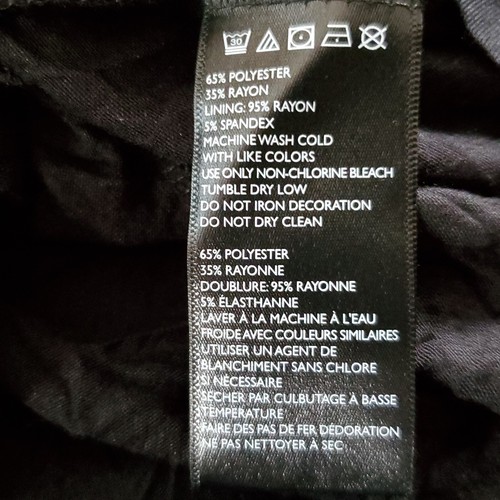 30
65% POLYESTER
35% RAYON
LINING: 95% RAYON
5% SPANDEX
MACHINE WASH COLD
WITH LIKE COLORS
USE ONLY NON-CHLORINE BLEACH
TUMBLE DRY LOW
DO NOT IRON DECORATION
DO NOT DRY CLEAN
65% POLYESTER
35% RAYONNE
DOUBLURE: 95% RAYONNE
5% ÉLASTHANNE
LAVER À LA MACHINE À L'EAU
FROIDE AVEC COULEURS SIMILAIRES
UTILISER UN AGENT DE
BLANCHIMENT SANS CHLORE
SI NÉCESSAIRE
SÉCHER PAR CULBUTAGE À BASSE
TEMPÉRATURE
FAIRE DES PAS DE FER DÉDORATION
NE PAS NETTOYER À SEC